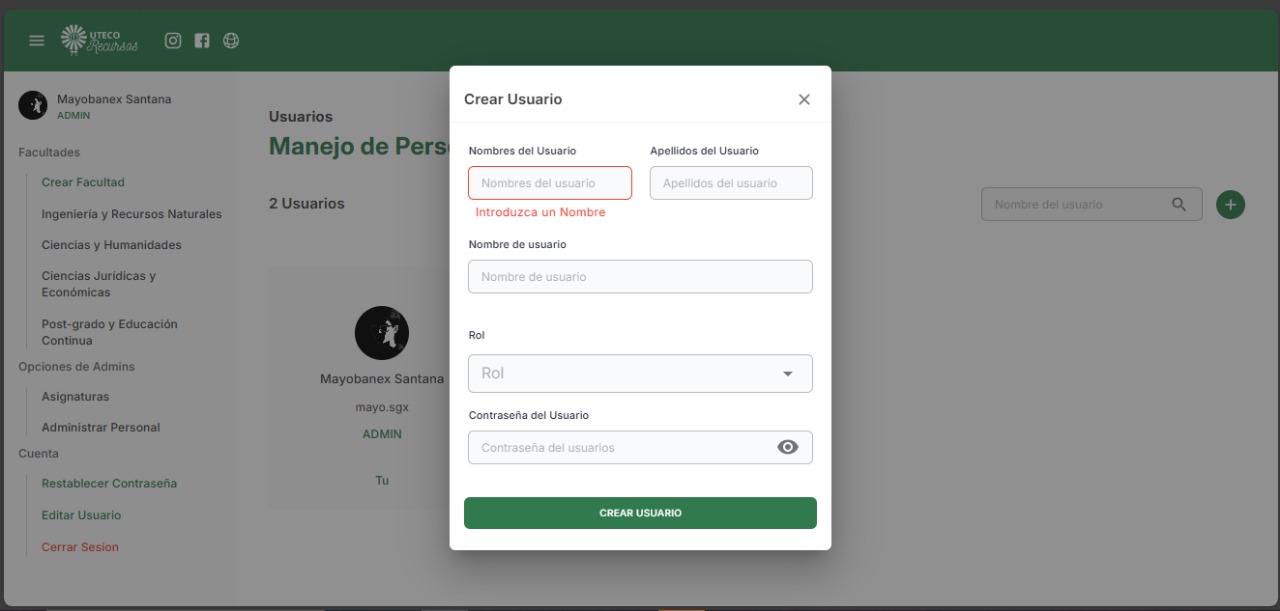 UTECO
Recursos
Mayobanex Santana
ADMIN
Facultades
Crear Facultad
Ingeniería y Recursos Naturales
Ciencias y Humanidades
Ciencias Jurídicas y
Económicas
Post-grado y Educación
Continua
Opciones de Admins
Asignaturas
Administrar Personal
Cuenta
Restablecer Contraseña
Editar Usuario
Cerrar Sesion
Usuarios
Manejo de Pers
2 Usuarios
Nombre del usuario
Mayobanex Santana
mayo.sgx
ADMIN
Tu
Crear Usuario
Nombres del Usuario
Apellidos del Usuario
Nombres del usuario
Apellidos del usuario
Introduzca un Nombre
Nombre de usuario
Nombre de usuario
Rol
Rol
Contraseña del Usuario
Contraseña del usuarios
CREAR USUARIO